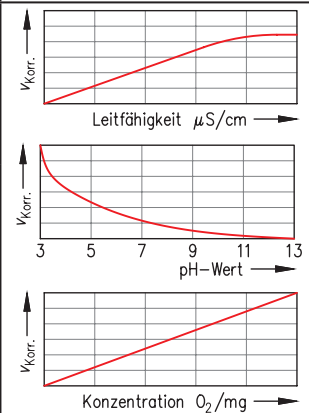 vKorr.
Leitfähigkeit μS/cm
vKorr.
3 5 7 9 11 13
pH-Wert
vKorr.
Konzentration O₂/mg